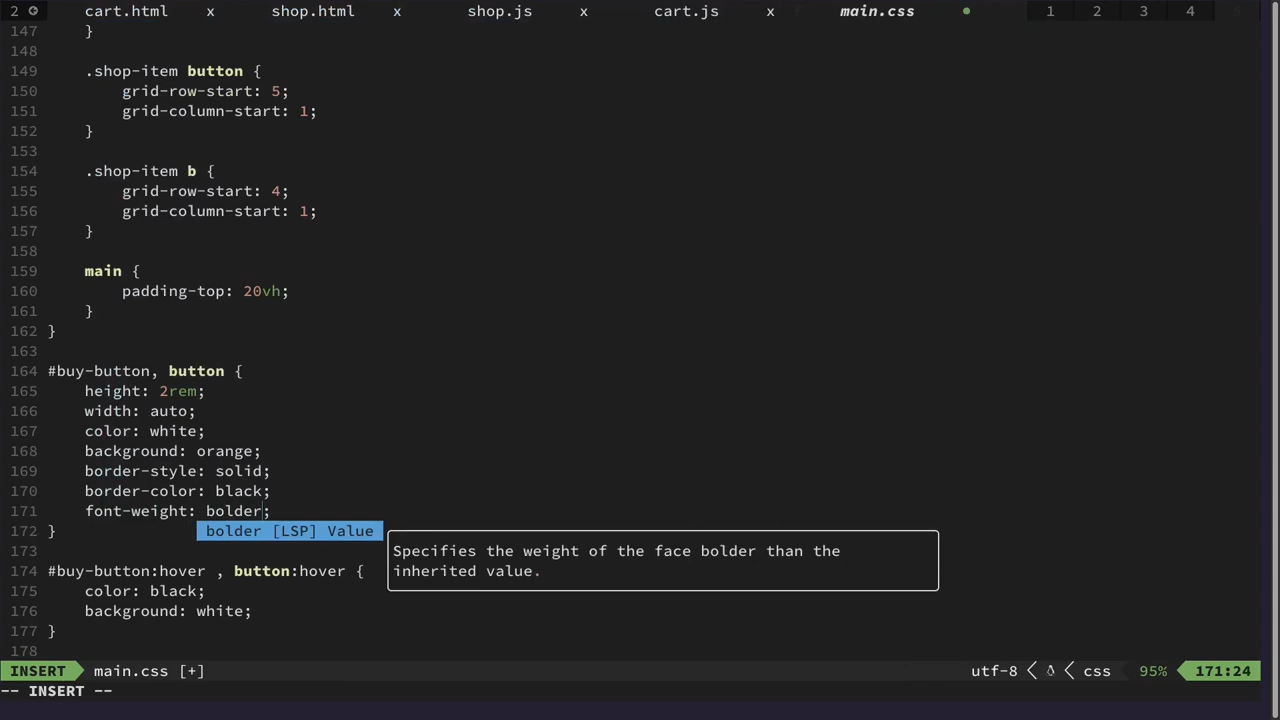 2 cart.html x shop.html x shop.js x cart.js x main.css ● 1 2 3 4
147 }
148
149 .shop-item button {
150 grid-row-start: 5;
151 grid-column-start: 1;
152 }
153
154 .shop-item b {
155 grid-row-start: 4;
156 grid-column-start: 1;
157 }
158
159 main {
160 padding-top: 20vh;
161 }
162 }
163
164 #buy-button, button {
165 height: 2rem;
166 width: auto;
167 color: white;
168 background: orange;
169 border-style: solid;
170 border-color: black;
171 font-weight: bolder;
172 } bolder [LSP] Value
173 Specifies the weight of the face bolder than the
174 #buy-button:hover , button:hover { inherited value.
175 color: black;
176 background: white;
177 }
178
INSERT main.css [+] utf-8 < < css 95% 171:24
-- INSERT --